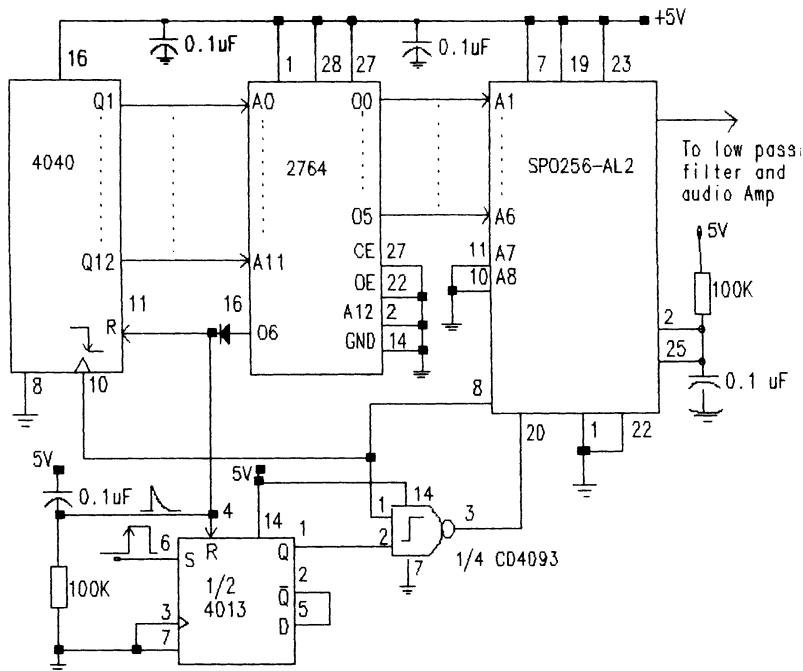 +5V
0.1uF
0.1uF
16
1
28
27
7
19
23
Q1
A0
O0
A1
4040
2764
SPO256-AL2
To low pass
filter and
audio Amp
O5
A6
5V
Q12
A11
CE
27
11
A7
OE
22
10
A8
100K
11
16
A12
2
R
O6
GND
14
2
25
8
10
8
0.1 uF
20
1
22
5V
5V
0.1uF
4
14
14
1
3
6
S
R
Q
1
2
1/4 CD4093
100K
1/2
4013
2
Q
7
3
5
D
7